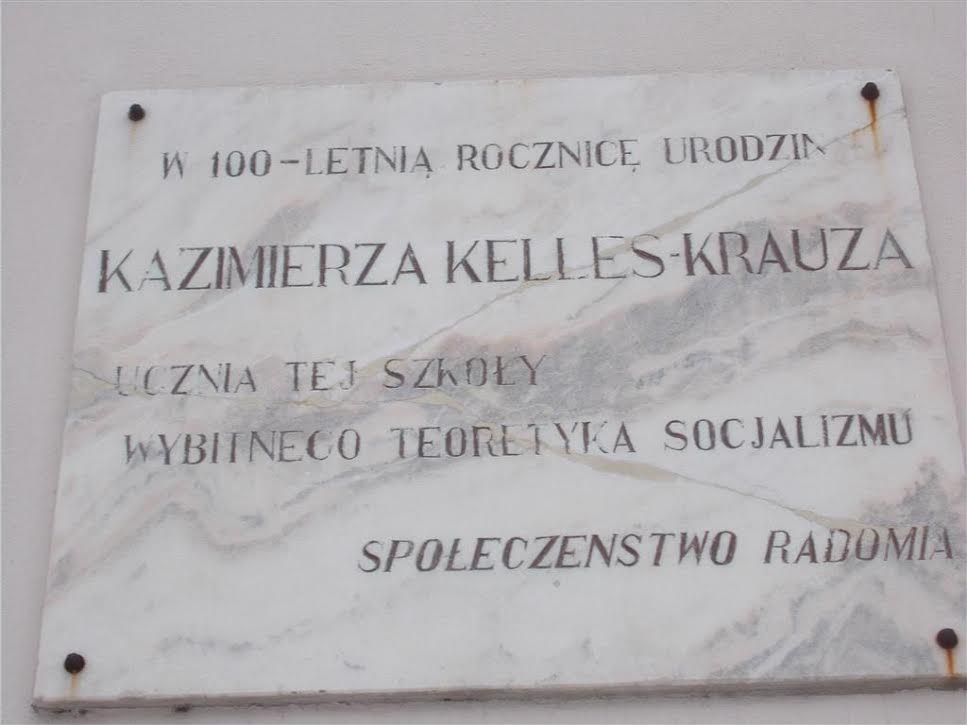 W 100-LETNIĄ ROCZNICĘ URODZIN
KAZIMIERZA KELLES-KRAUZA
UCZNIA TEJ SZKOŁY
WYBITNEGO TEORETYKA SOCJALIZMU
SPOŁECZENSTWO RADOMIA